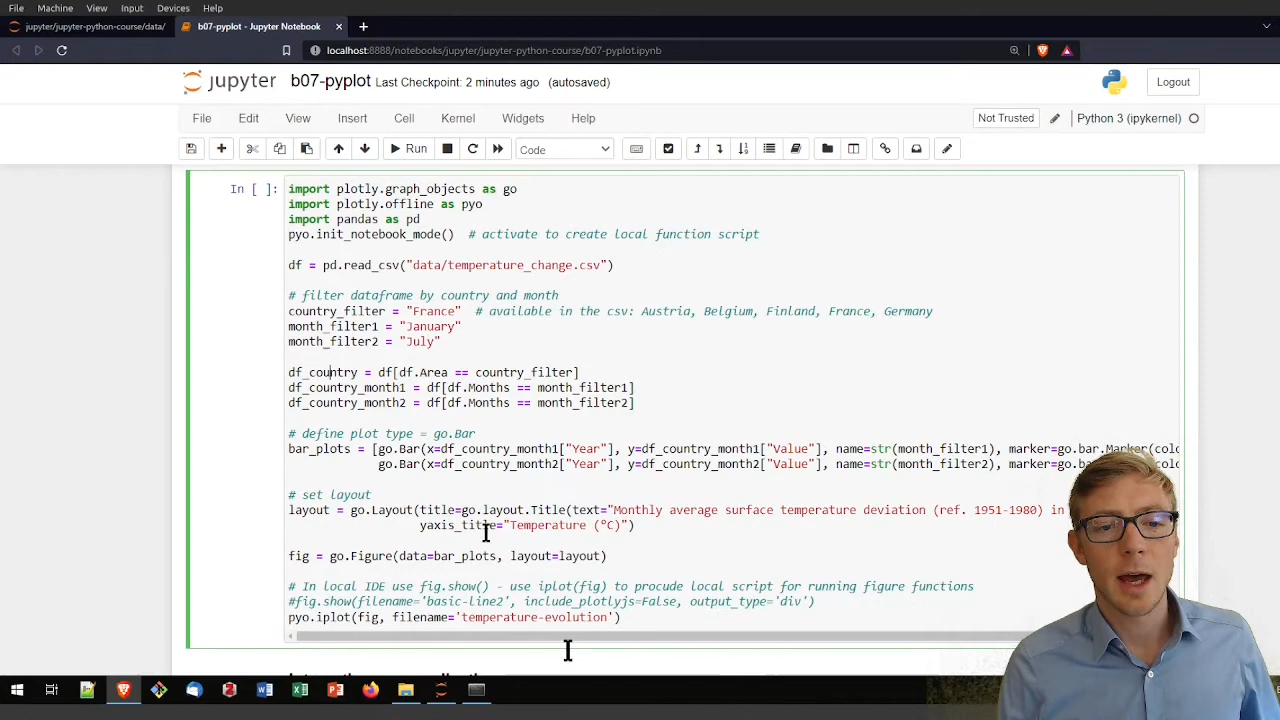 File Machine View Input Devices Help
jupyter/jupyter-python-course/data/
b07-pyplot - Jupyter Notebook
localhost:8888/notebooks/jupyter/jupyter-python-course/b07-pyplot.ipynb
jupyter b07-pyplot Last Checkpoint: 2 minutes ago (autosaved)
Logout
File Edit View Insert Cell Kernel Widgets Help
Not Trusted Python 3 (ipykernel)
Run Code
In [ ]: import plotly.graph_objects as go
import plotly.offline as pyo
import pandas as pd
pyo.init_notebook_mode() # activate to create local function script
df = pd.read_csv("data/temperature_change.csv")
# filter dataframe by country and month
country_filter = "France" # available in the csv: Austria, Belgium, Finland, France, Germany
month_filter1 = "January"
month_filter2 = "July"
df_country = df[df.Area == country_filter]
df_country_month1 = df[df.Months == month_filter1]
df_country_month2 = df[df.Months == month_filter2]
# define plot type = go.Bar
bar_plots = [go.Bar(x=df_country_month1["Year"], y=df_country_month1["Value"], name=str(month_filter1), marker=go.bar.Marker(colo
go.Bar(x=df_country_month2["Year"], y=df_country_month2["Value"], name=str(month_filter2), marker=go.ba
# set layout
layout = go.Layout(title=go.layout.Title(text="Monthly average surface temperature deviation (ref. 1951-1980) in
yaxis_title="Temperature (°C)")
fig = go.Figure(data=bar_plots, layout=layout)
# In local IDE use fig.show() - use iplot(fig) to procude local script for running figure functions
#fig.show(filename='basic-line2', include_plotlyjs=False, output_type='div')
pyo.iplot(fig, filename='temperature-evolution')